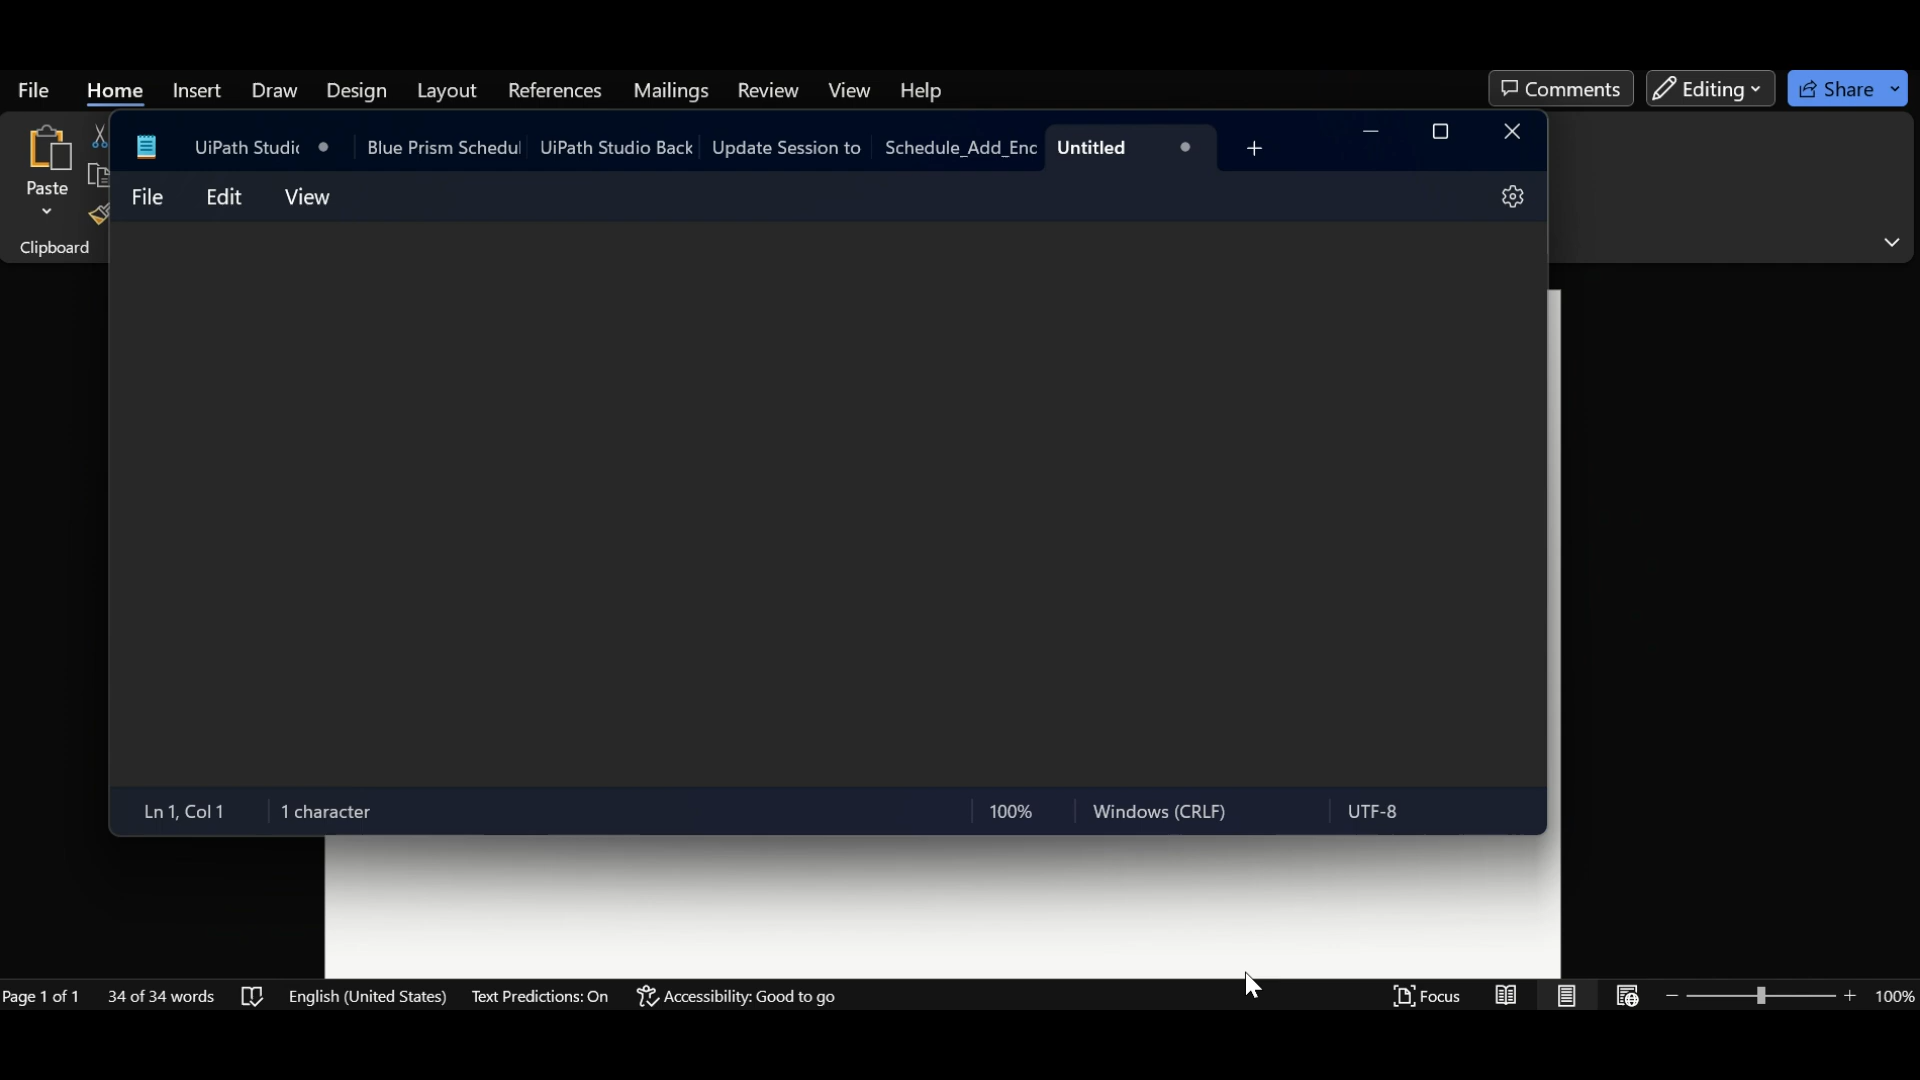 File Home Insert Draw Design Layout References Mailings Review View Help Comments Editing Share
UiPath Studio Blue Prism Schedul UiPath Studio Back Update Session to Schedule_Add_Enc Untitled
Paste
File Edit View
Clipboard
Ln 1, Col 1 1 character 100% Windows (CRLF) UTF-8
Page 1 of 1 34 of 34 words English (United States) Text Predictions: On Accessibility: Good to go Focus 100%